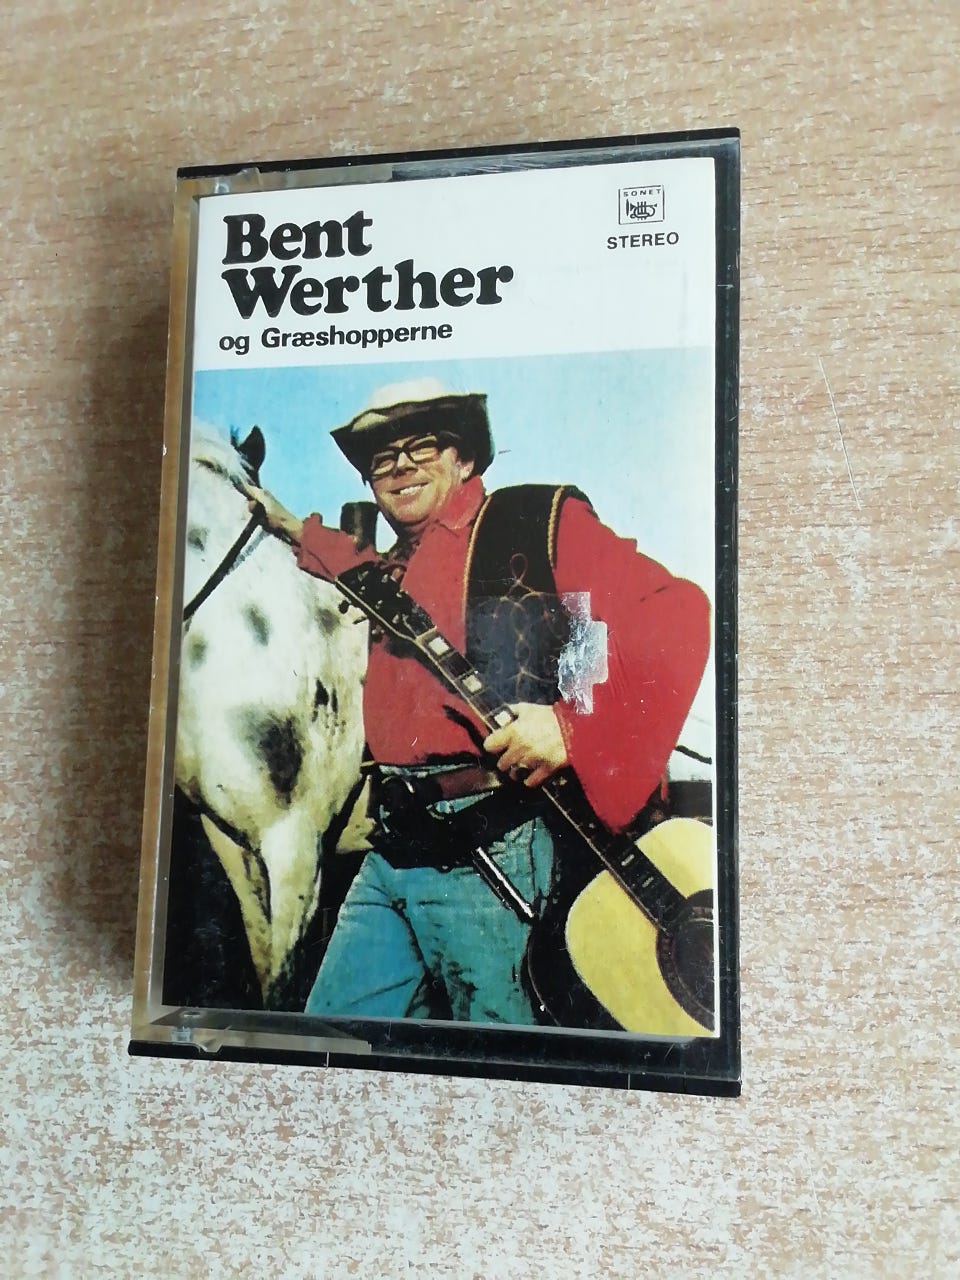 Bent
Werther
og Græshopperne
SONET
STEREO